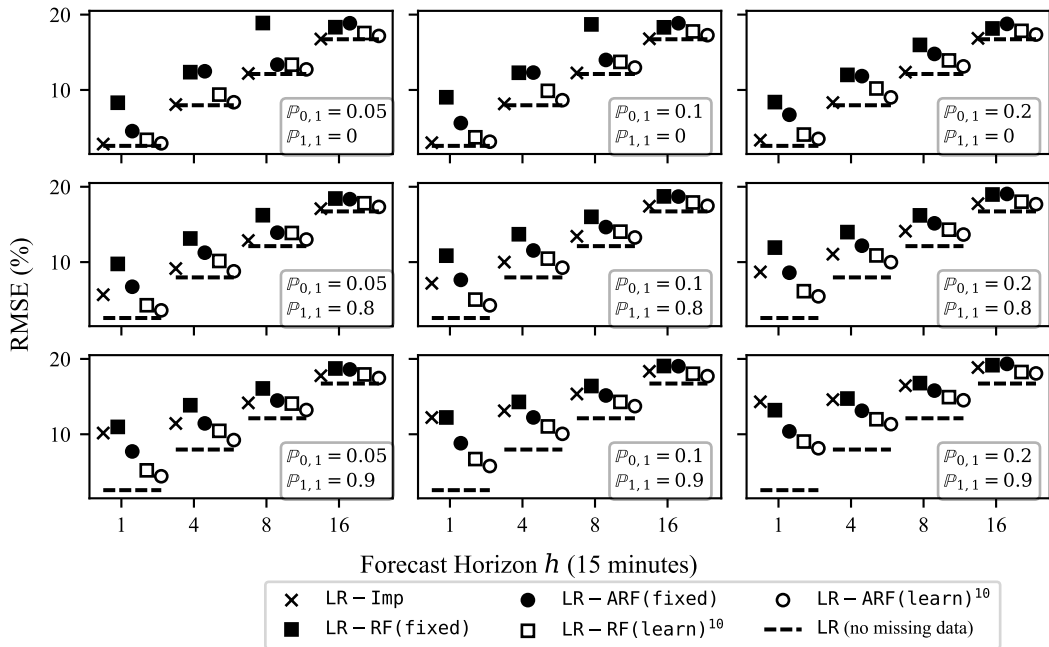 20
10
ℙ0,1 = 0.05
ℙ1,1 = 0
ℙ0,1 = 0.1
ℙ1,1 = 0
ℙ0,1 = 0.2
ℙ1,1 = 0
20
10
ℙ0,1 = 0.05
ℙ1,1 = 0.8
ℙ0,1 = 0.1
ℙ1,1 = 0.8
ℙ0,1 = 0.2
ℙ1,1 = 0.8
RMSE (%)
20
10
ℙ0,1 = 0.05
ℙ1,1 = 0.9
ℙ0,1 = 0.1
ℙ1,1 = 0.9
ℙ0,1 = 0.2
ℙ1,1 = 0.9
1 4 8 16 1 4 8 16 1 4 8 16
Forecast Horizon h (15 minutes)
LR−Imp LR−ARF(fixed) LR−ARF(learn)¹⁰
LR−RF(fixed) LR−RF(learn)¹⁰ LR (no missing data)